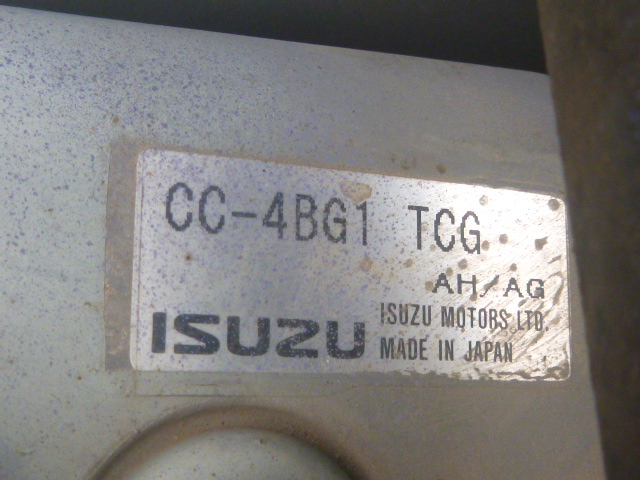 CC-4BG1 TCG
AH/AG
ISUZU
ISUZU MOTORS LTD.
MADE IN JAPAN